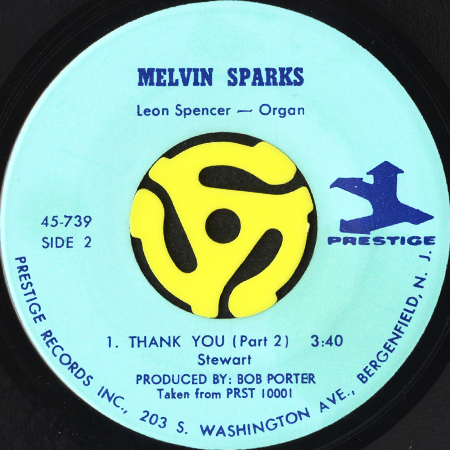 MELVIN SPARKS
Leon Spencer — Organ
45-739
SIDE 2
PRESTIGE
1. THANK YOU (Part 2) 3:40
Stewart
PRODUCED BY: BOB PORTER
Taken from PRST 10001
PRESTIGE RECORDS INC., 203 S. WASHINGTON AVE., BERGENFIELD, N. J.